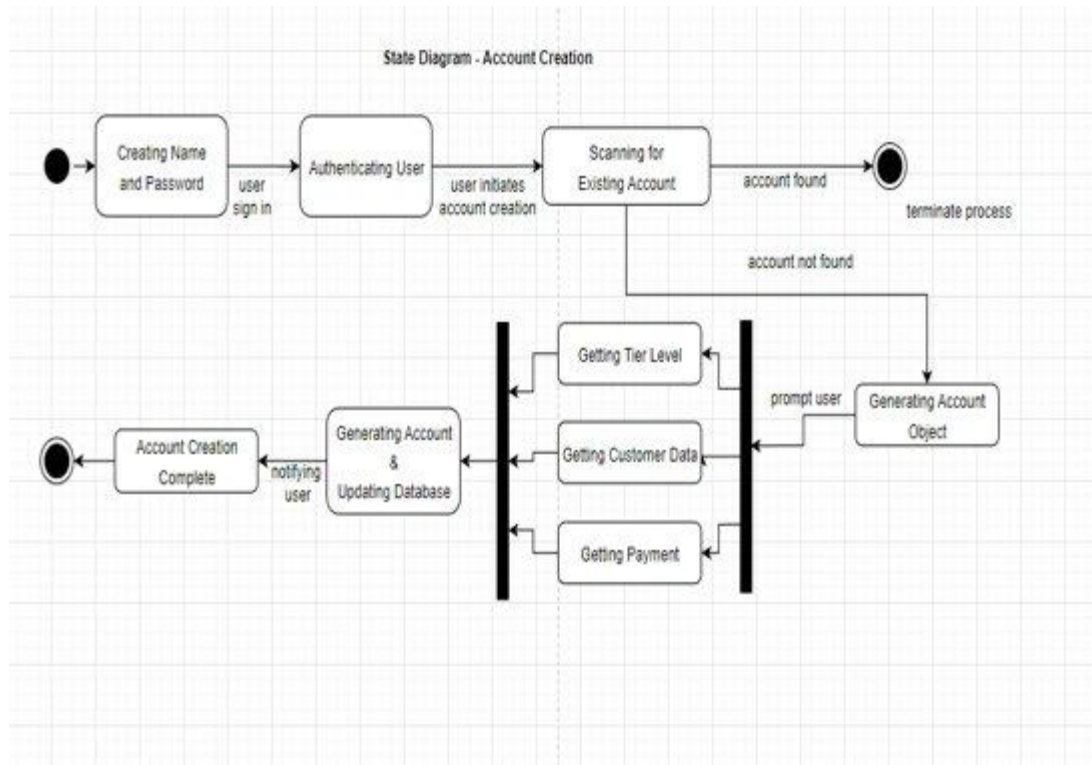 State Diagram - Account Creation
Creating Name
and Password
user
sign in
Authenticating User
user initiates
account creation
Scanning for
Existing Account
account found
terminate process
account not found
Generating Account
Object
prompt user
Getting Tier Level
Getting Customer Data
Getting Payment
Generating Account
&
Updating Database
notifying
user
Account Creation
Complete